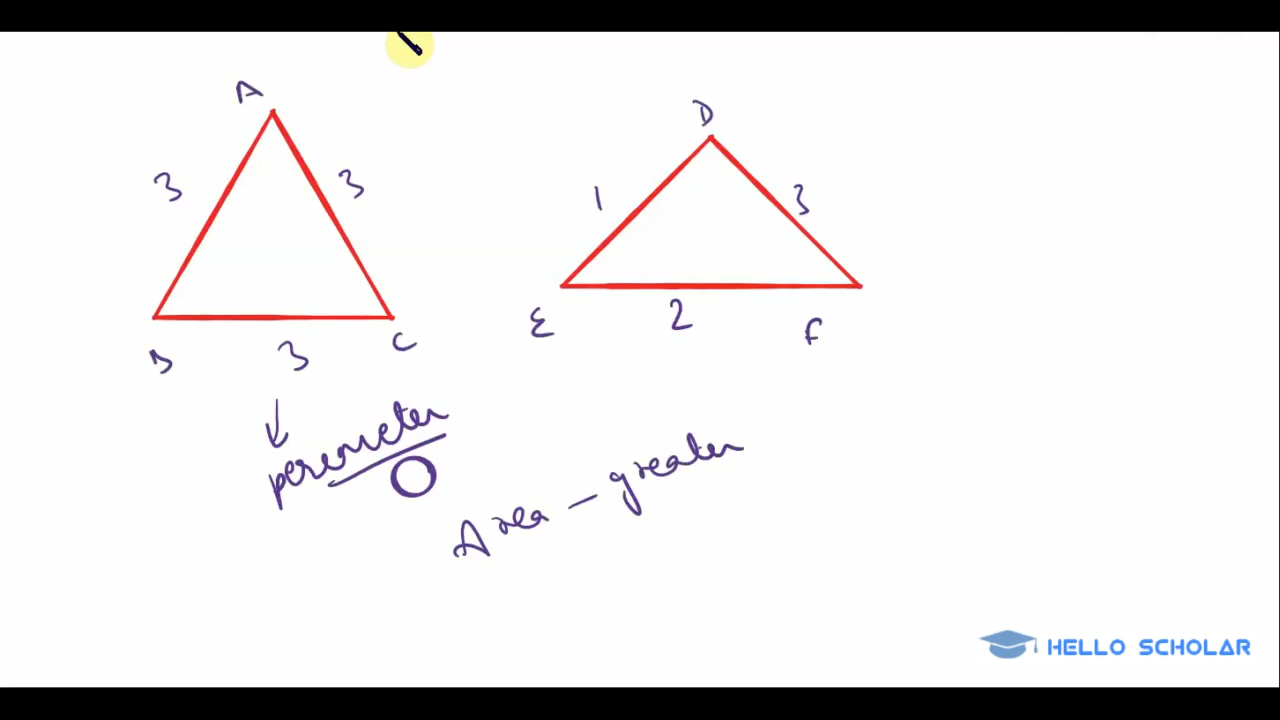 A
D
3 3
1 3
B 3 C
E 2 F
perimeter
Area - greater
HELLO SCHOLAR